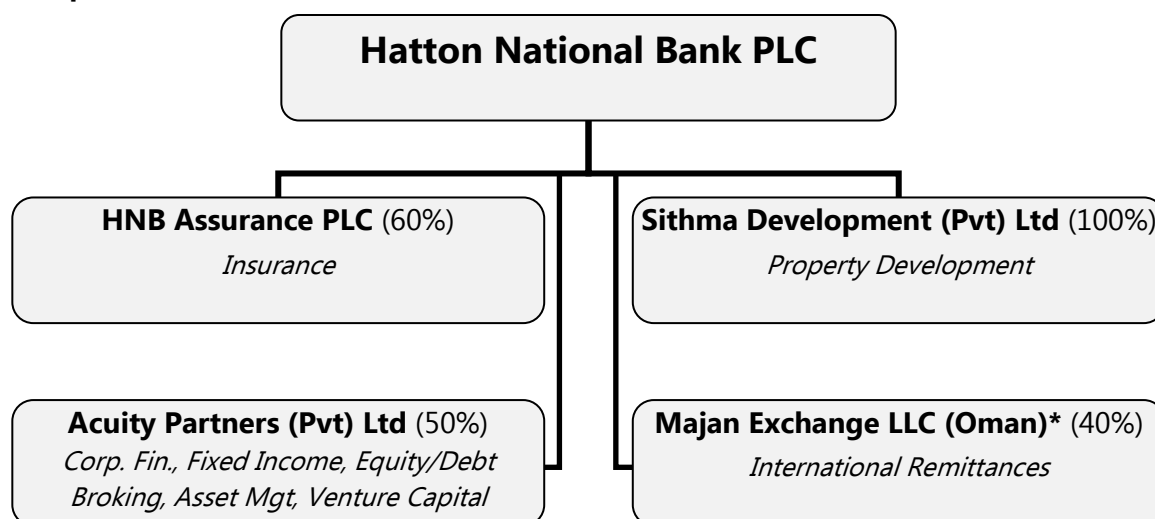 Hatton National Bank PLC
HNB Assurance PLC (60%)
Insurance
Sithma Development (Pvt) Ltd (100%)
Property Development
Acuity Partners (Pvt) Ltd (50%)
Corp. Fin., Fixed Income, Equity/Debt
Broking, Asset Mgt, Venture Capital
Majan Exchange LLC (Oman)* (40%)
International Remittances